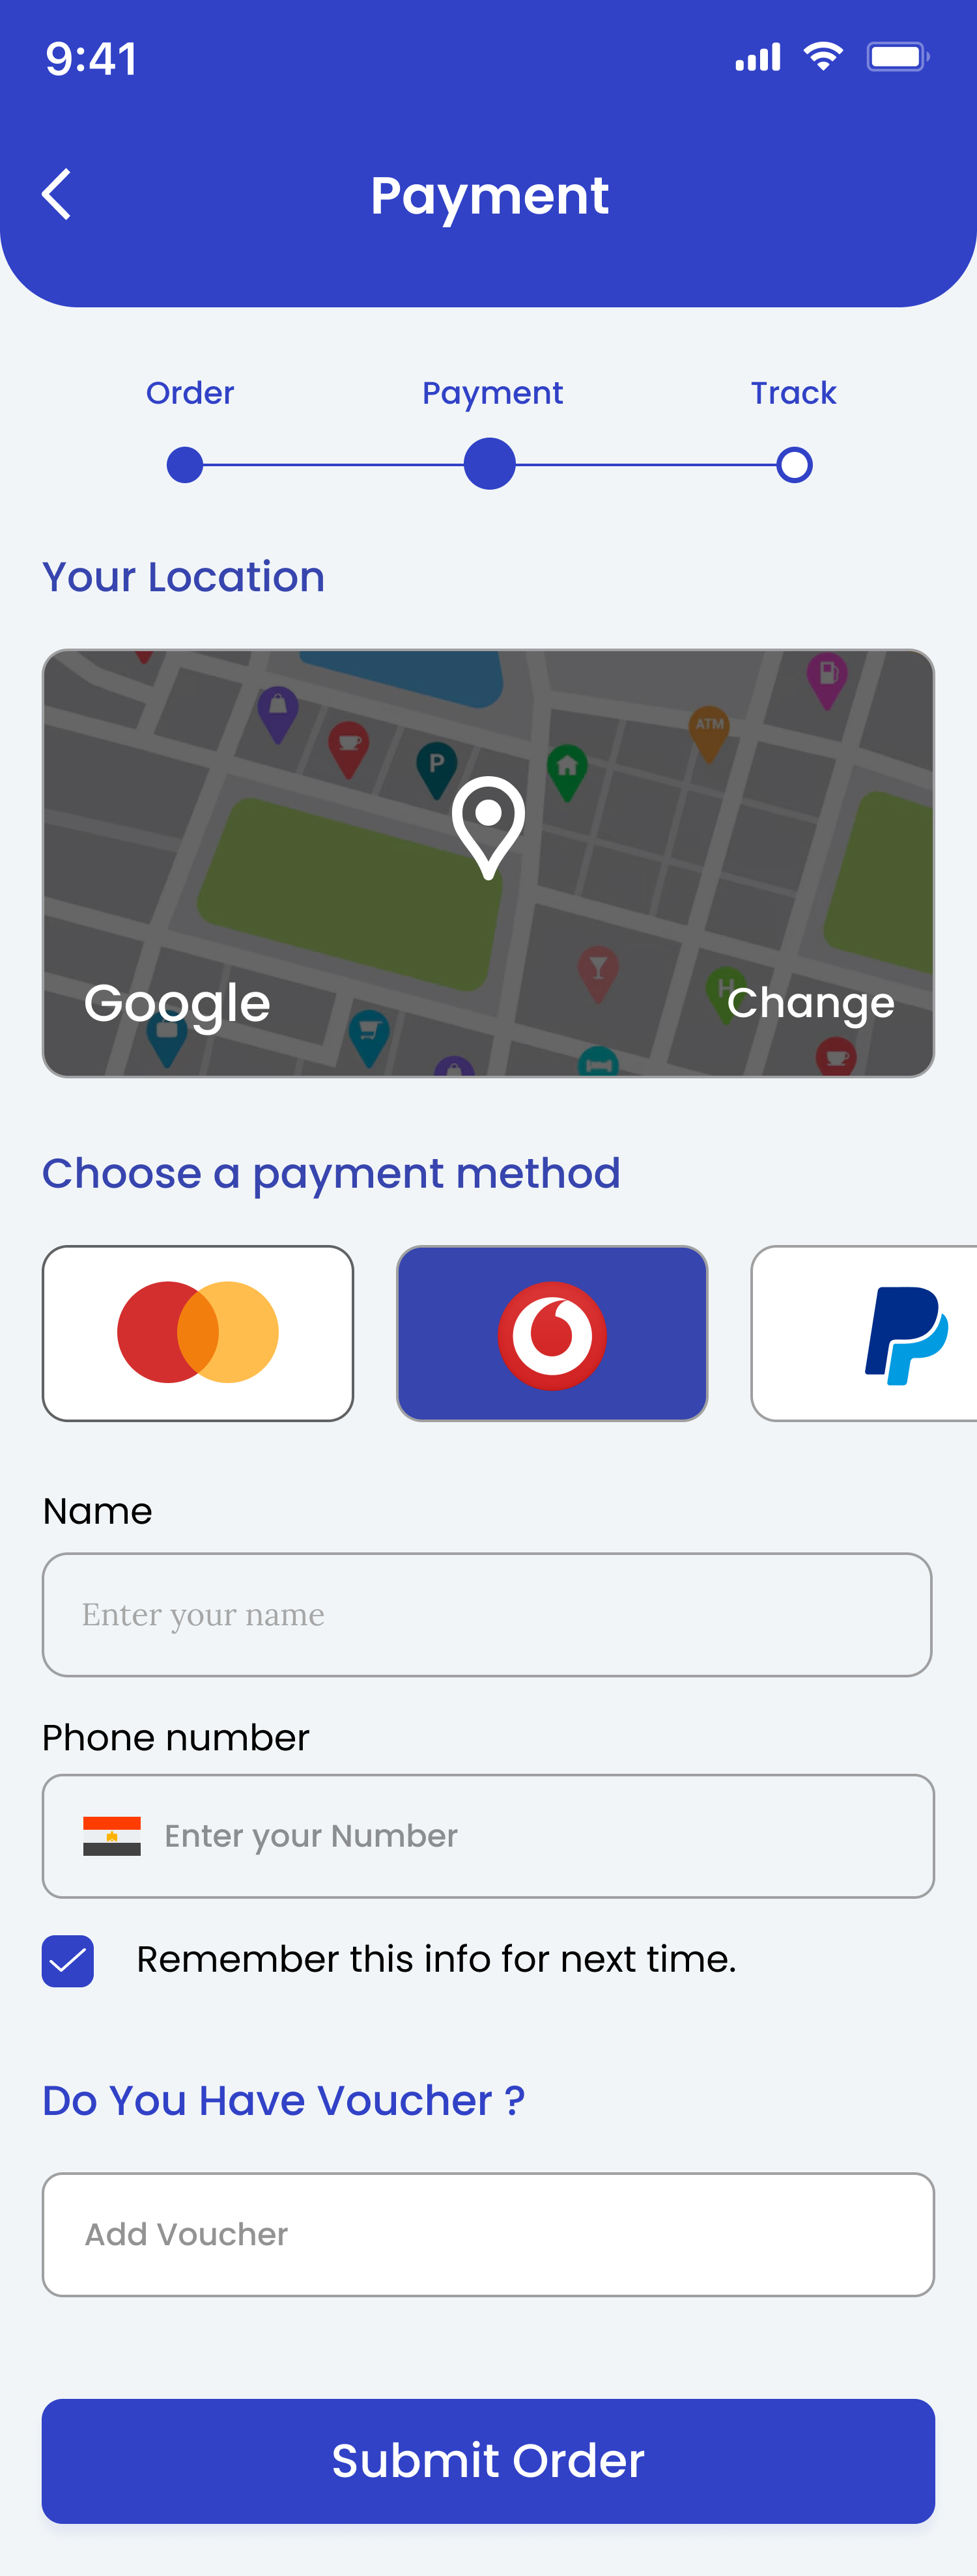 9:41
Payment
Order Payment Track
Your Location
ATM
P
H
Google Change
Choose a payment method
Name
Enter your name
Phone number
Enter your Number
Remember this info for next time.
Do You Have Voucher ?
Add Voucher
Submit Order